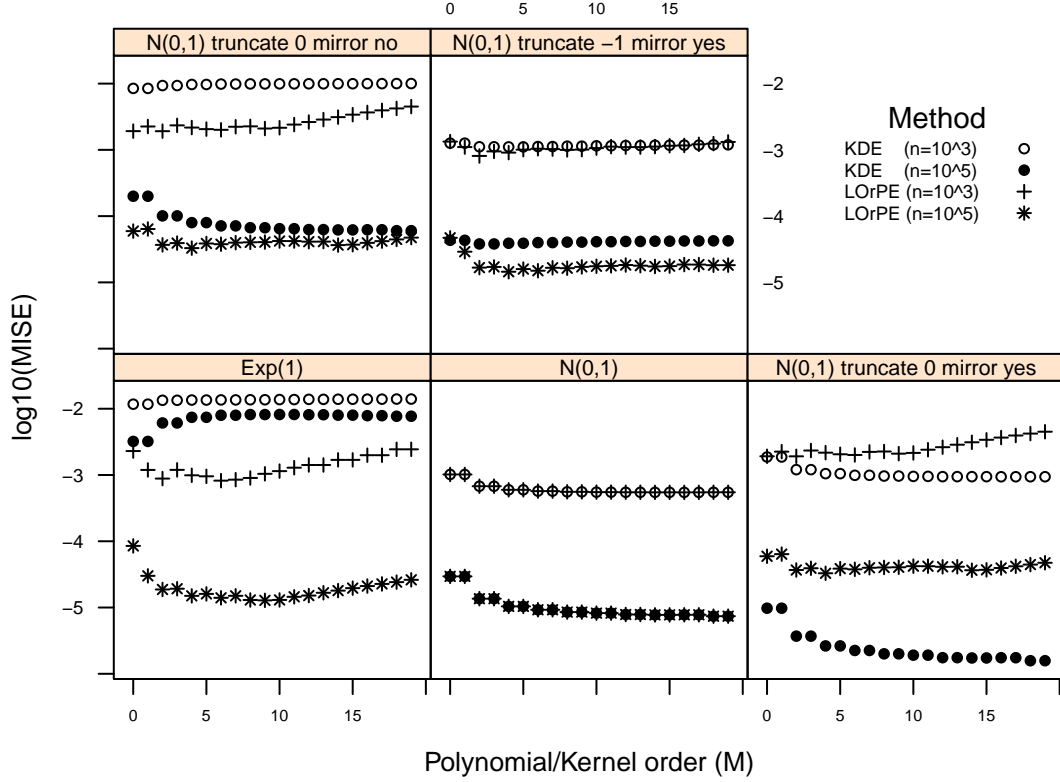 0 5 10 15
N(0,1) truncate 0 mirror no
N(0,1) truncate −1 mirror yes
−2
−3
−4
−5
Method
KDE (n=10^3)
KDE (n=10^5)
LOrPE (n=10^3)
LOrPE (n=10^5)
log10(MISE)
Exp(1)
N(0,1)
N(0,1) truncate 0 mirror yes
−2
−3
−4
−5
0 5 10 15
0 5 10 15
Polynomial/Kernel order (M)